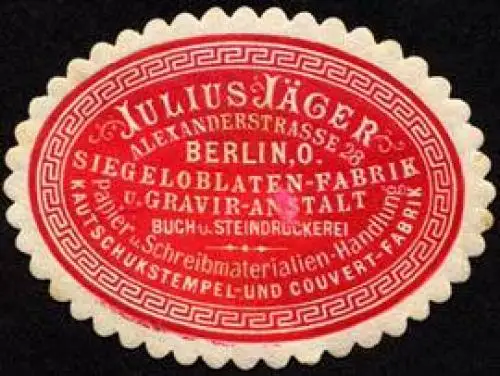 JULIUS JÄGER
ALEXANDERSTRASSE 28
BERLIN, O.
SIEGELOBLATEN-FABRIK
U. GRAVIR-ANSTALT
BUCH U. STEINDRUCKEREI
Papier u. Schreibmaterialien-Handlung
KAUTSCHUKSTEMPEL-UND COUVERT-FABRIK